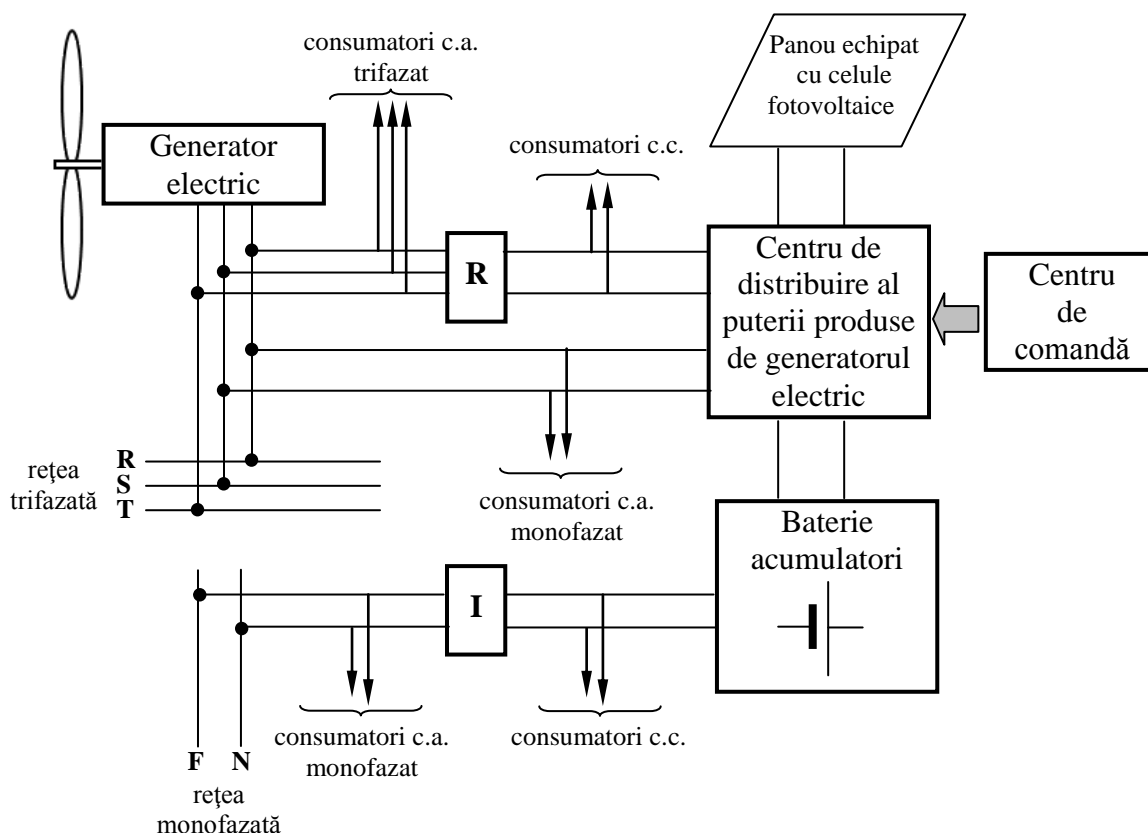 consumatori c.a.
trifazat
Panou echipat
cu celule
fotovoltaice
Generator
electric
consumatori c.c.
R
Centru de
distribuire al
puterii produse
de generatorul
electric
Centru
de
comandă
rețea
trifazată
R
S
T
consumatori c.a.
monofazat
Baterie
acumulatori
I
consumatori c.a.
monofazat
consumatori c.c.
F N
rețea
monofazată